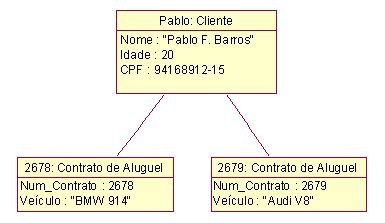 Pablo: Cliente
Nome : "Pablo F. Barros"
Idade : 20
CPF : 94168912-15
2678: Contrato de Aluguel
Num_Contrato : 2678
Veículo : "BMW 914"
2679: Contrato de Aluguel
Num_Contrato : 2679
Veículo : "Audi V8"